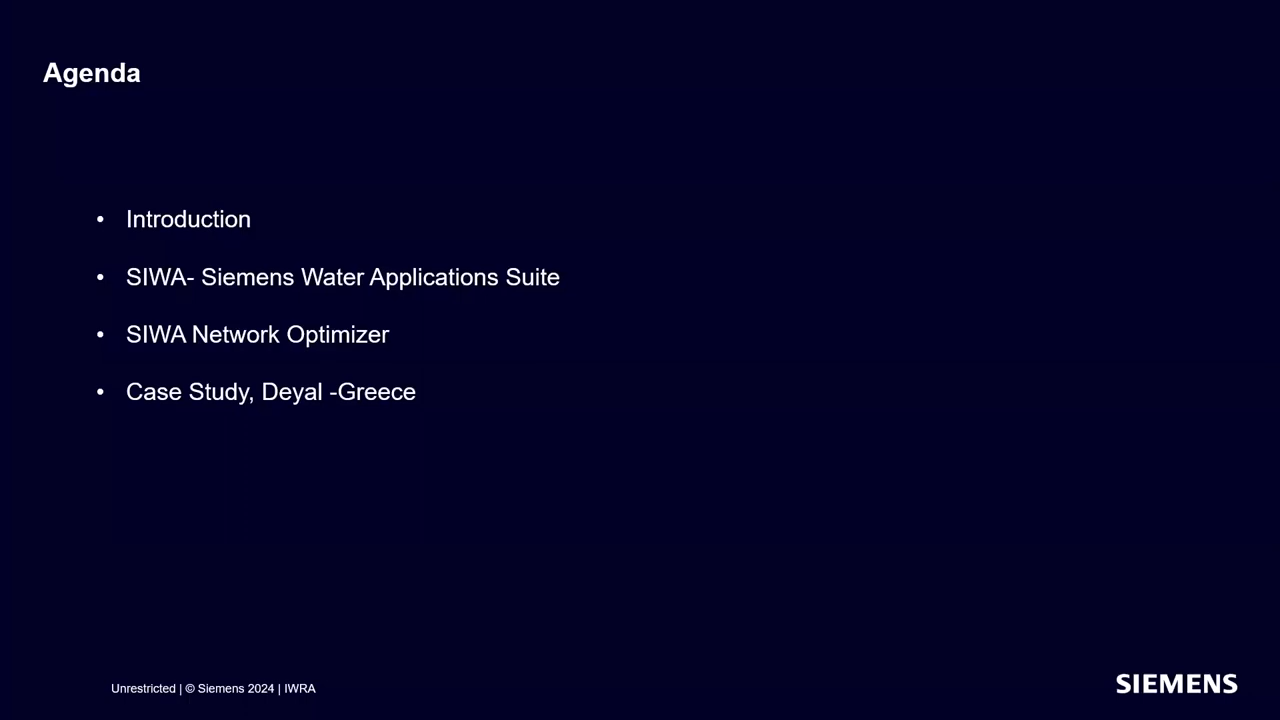 Agenda
• Introduction
• SIWA- Siemens Water Applications Suite
• SIWA Network Optimizer
• Case Study, Deyal -Greece
Unrestricted | © Siemens 2024 | IWRA
SIEMENS